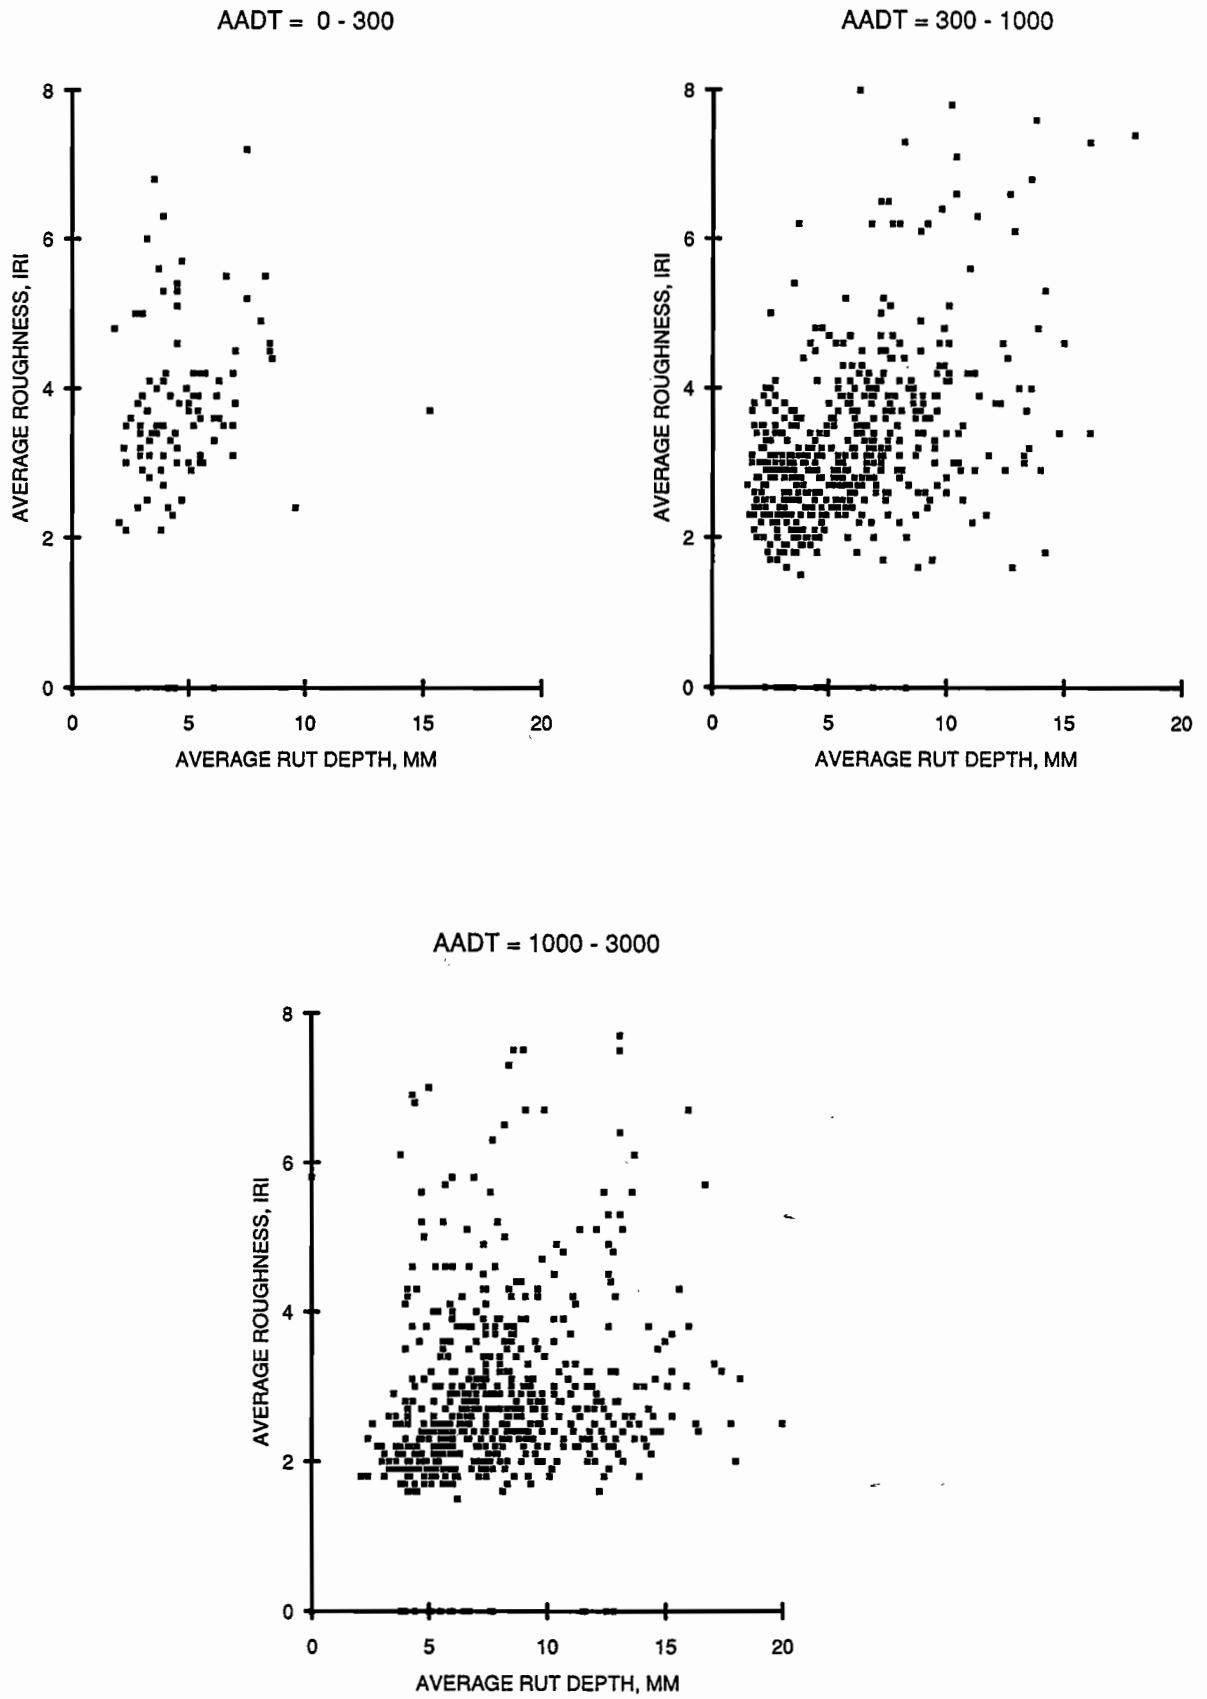 AADT = 0 - 300
AADT = 300 - 1000
8
6
4
2
0
AVERAGE ROUGHNESS, IRI
0 5 10 15 20
AVERAGE RUT DEPTH, MM
8
6
4
2
0
AVERAGE ROUGHNESS, IRI
0 5 10 15 20
AVERAGE RUT DEPTH, MM
AADT = 1000 - 3000
8
6
4
2
0
AVERAGE ROUGHNESS, IRI
0 5 10 15 20
AVERAGE RUT DEPTH, MM